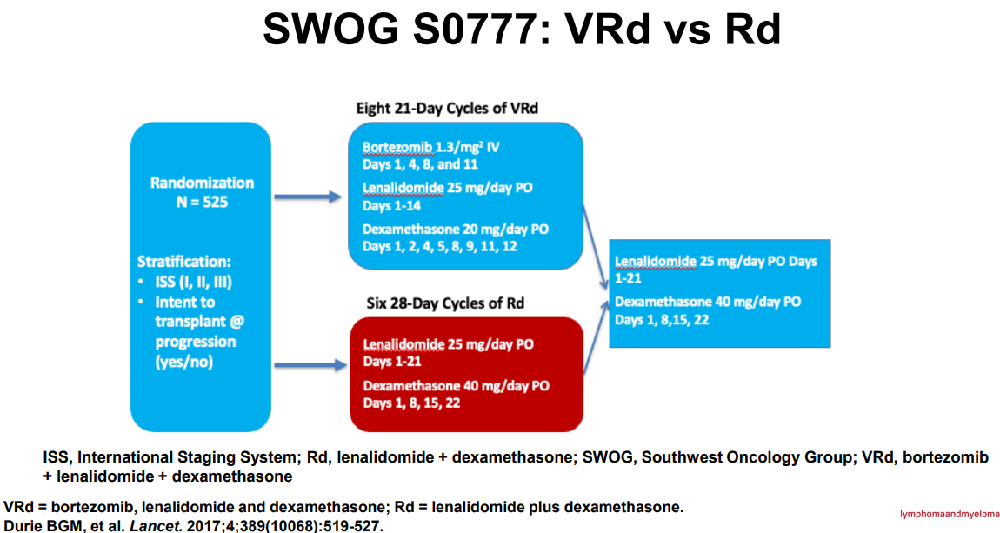 SWOG S0777: VRd vs Rd
Randomization
N = 525
Stratification:
• ISS (I, II, III)
• Intent to
transplant @
progression
(yes/no)
Eight 21-Day Cycles of VRd
Bortezomib 1.3/mg² IV
Days 1, 4, 8, and 11
Lenalidomide 25 mg/day PO
Days 1-14
Dexamethasone 20 mg/day PO
Days 1, 2, 4, 5, 8, 9, 11, 12
Six 28-Day Cycles of Rd
Lenalidomide 25 mg/day PO
Days 1-21
Dexamethasone 40 mg/day PO
Days 1, 8, 15, 22
Lenalidomide 25 mg/day PO Days
1-21
Dexamethasone 40 mg/day PO
Days 1, 8,15, 22
ISS, International Staging System; Rd, lenalidomide + dexamethasone; SWOG, Southwest Oncology Group; VRd, bortezomib
+ lenalidomide + dexamethasone
VRd = bortezomib, lenalidomide and dexamethasone; Rd = lenalidomide plus dexamethasone.
Durie BGM, et al. Lancet. 2017;4;389(10068):519-527.
lymphomaandmyeloma